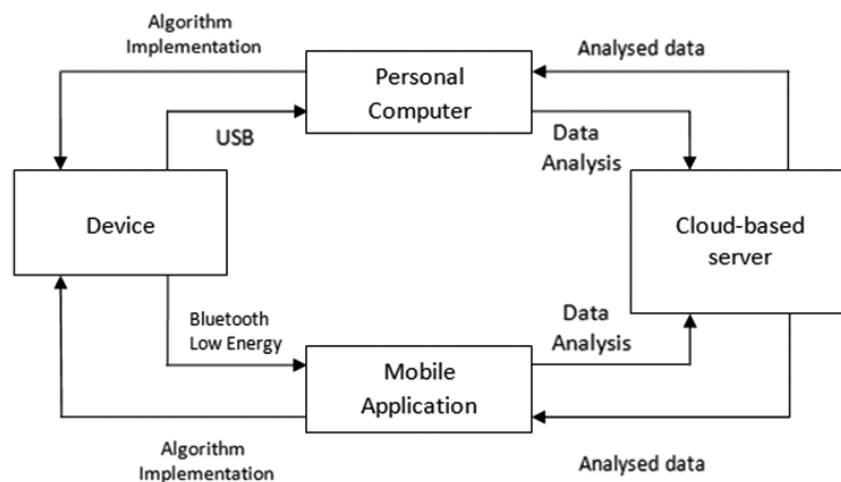 Algorithm
Implementation
Analysed data
Personal
Computer
USB
Data
Analysis
Device
Cloud-based
server
Bluetooth
Low Energy
Data
Analysis
Mobile
Application
Algorithm
Implementation
Analysed data